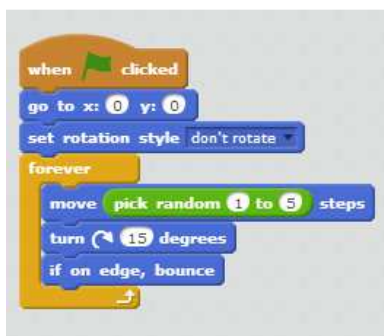 when clicked
go to x: 0 y: 0
set rotation style don't rotate
forever
move pick random 1 to 5 steps
turn 15 degrees
if on edge, bounce